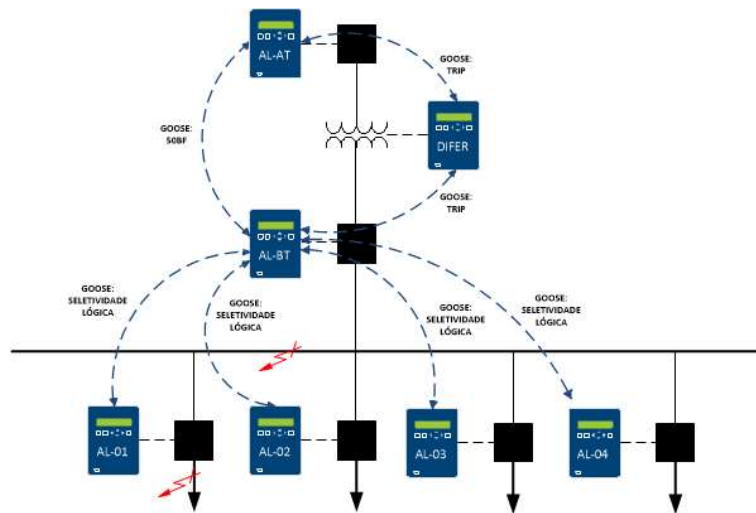 AL-AT
GOOSE:
TRIP
GOOSE:
50BF
DIFER
GOOSE:
TRIP
AL-BT
GOOSE:
SELETIVIDADE
LÓGICA
GOOSE:
SELETIVIDADE
LÓGICA
GOOSE:
SELETIVIDADE
LÓGICA
GOOSE:
SELETIVIDADE
LÓGICA
AL-01
AL-02
AL-03
AL-04